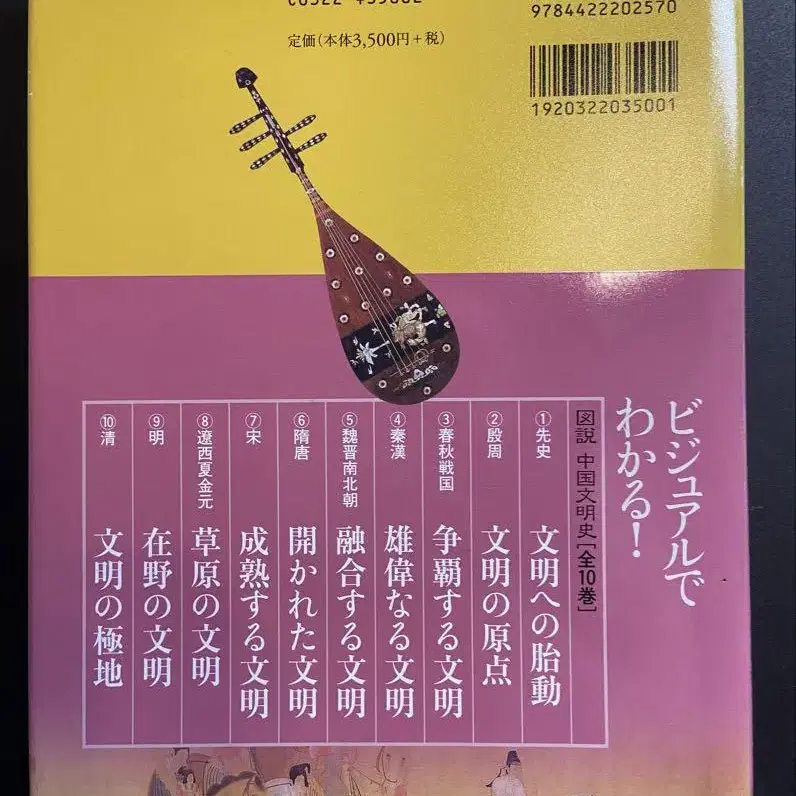 9784422202570
定価(本体3,500円+税)
1920322035001
ビジュアルで
わかる!
図説 中国文明史[全10巻]
①先史 文明への胎動
②殷周 文明の原点
③春秋戦国 争覇する文明
④秦漢 雄偉なる文明
⑤魏晋南北朝 融合する文明
⑥隋唐 開かれた文明
⑦宋 成熟する文明
⑧遼西夏金元 草原の文明
⑨明 在野の文明
⑩清 文明の極地